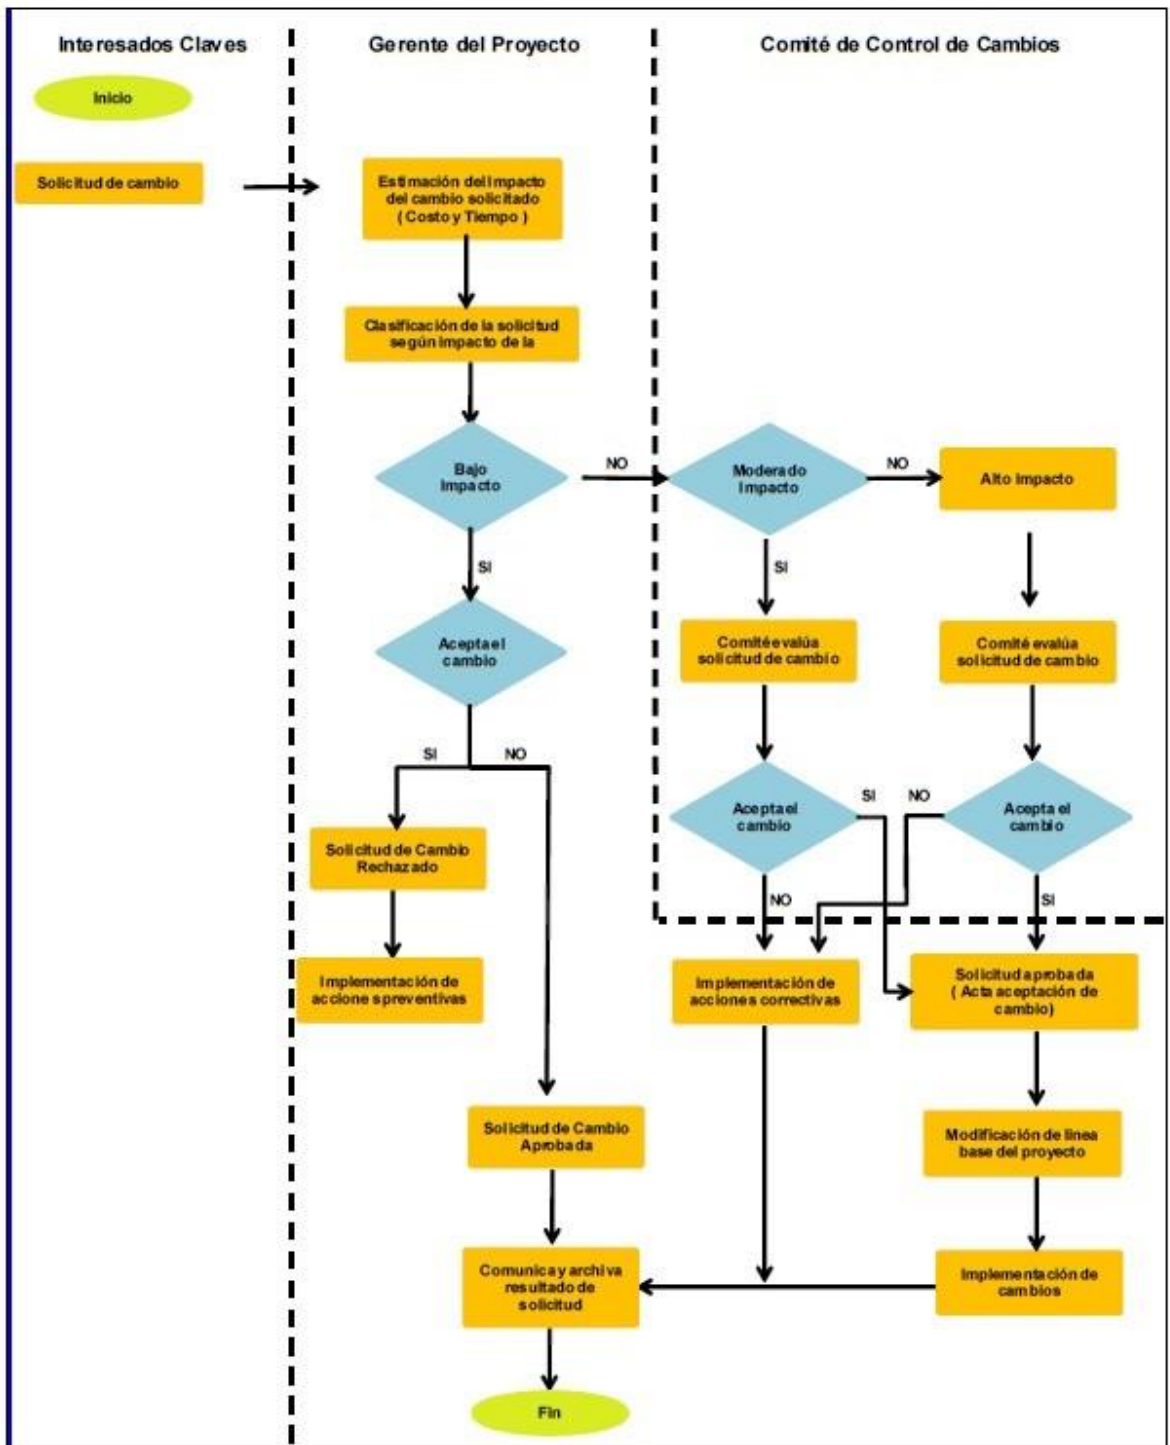 Interesados Claves
Gerente del Proyecto
Comité de Control de Cambios
Inicio
Solicitud de cambio
Estimación del Impacto
del cambio solicitado
( Costo y Tiempo )
Clasificación de la solicitud
según impacto de la
Bajo
Impacto
NO
Moderado
Impacto
NO
Alto Impacto
SI
SI
Acepta el
cambio
Comité evalúa
solicitud de cambio
Comité evalúa
solicitud de cambio
SI
NO
Acepta el
cambio
SI
NO
Acepta el
cambio
Solicitud de Cambio
Rechazado
NO
SI
Implementación de
acciones preventivas
Implementación de
acciones correctivas
Solicitud aprobada
( Acta aceptación de
cambio)
Solicitud de Cambio
Aprobada
Modificación de línea
base del proyecto
Comunica y archiva
resultado de
solicitud
Implementación de
cambios
Fin